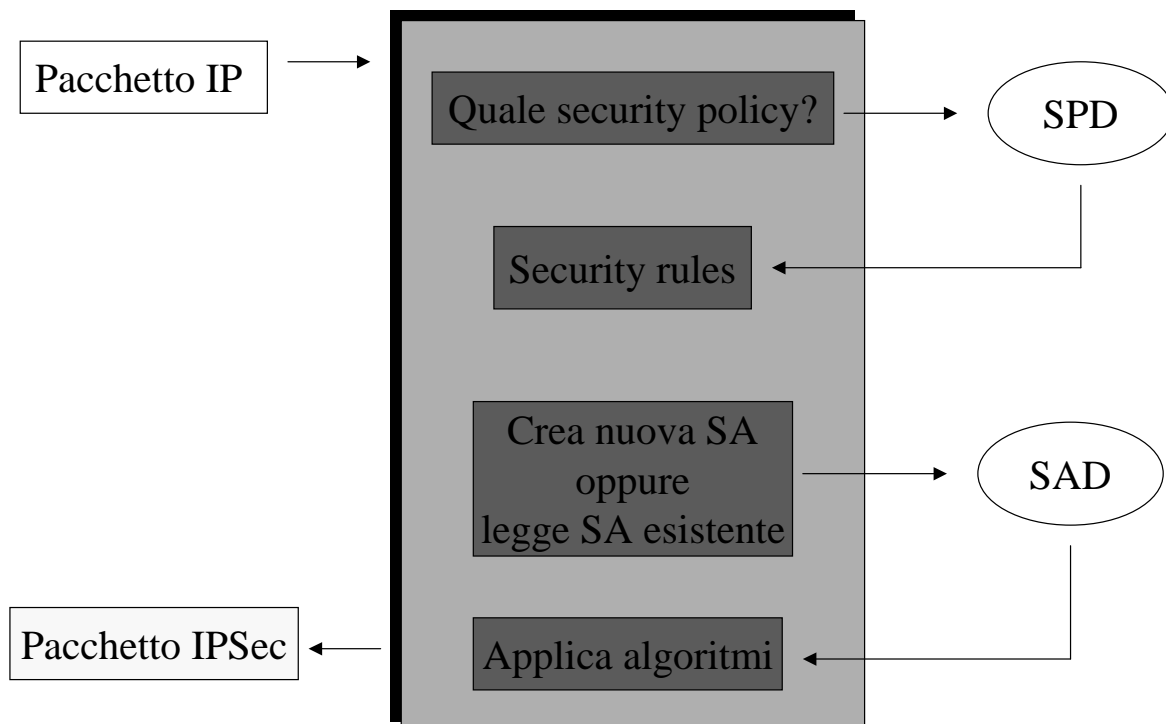 Pacchetto IP
Quale security policy?
SPD
Security rules
Crea nuova SA
oppure
legge SA esistente
SAD
Applica algoritmi
Pacchetto IPSec